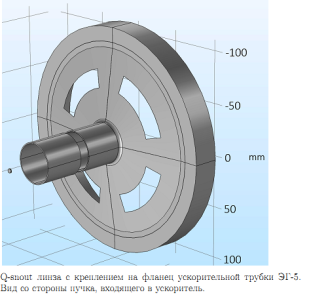 -100
-50
0 mm
50
100
Q-snout линза с креплением на фланец ускорительной трубки ЭГ-5.
Вид со стороны пучка, входящего в ускоритель.